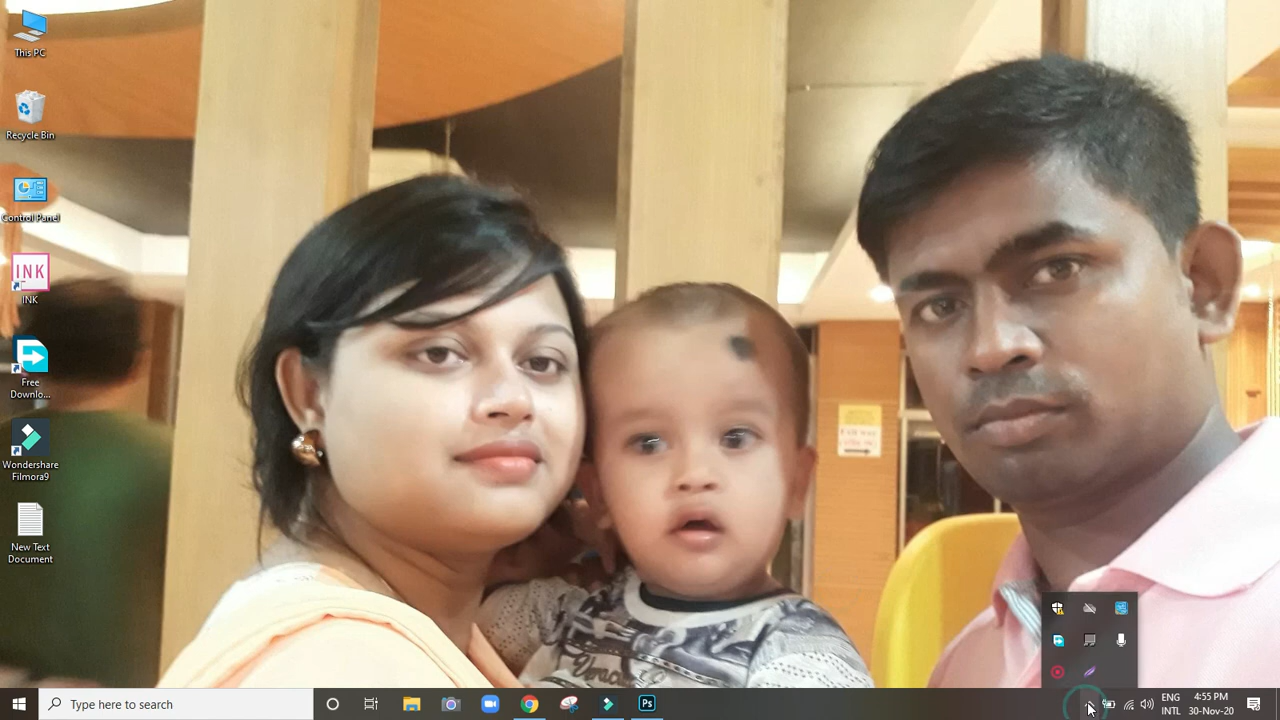 This PC
Recycle Bin
Control Panel
INK
INK
Free
Downlo...
Wondershare
Filmora9
New Text
Document
Type here to search
Ps
ENG
INTL
4:55 PM
30-Nov-20